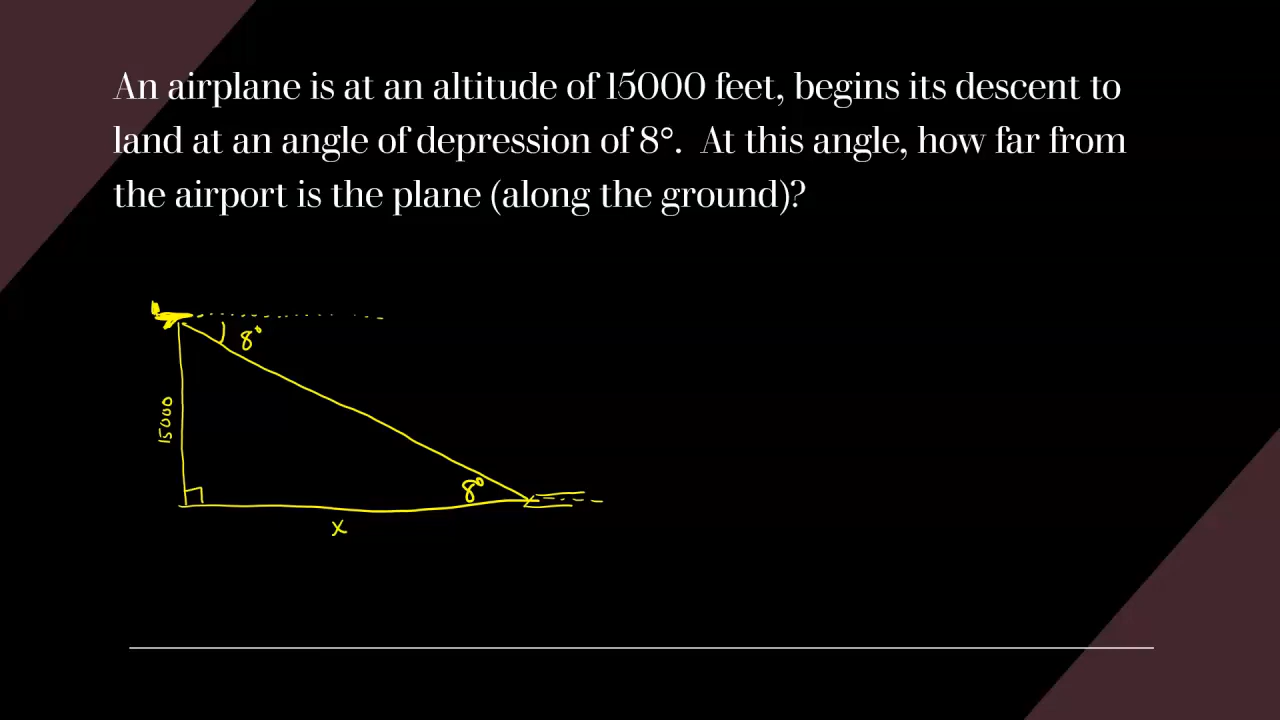 An airplane is at an altitude of 15000 feet, begins its descent to
land at an angle of depression of 8°. At this angle, how far from
the airport is the plane (along the ground)?
8°
15000
8°
x